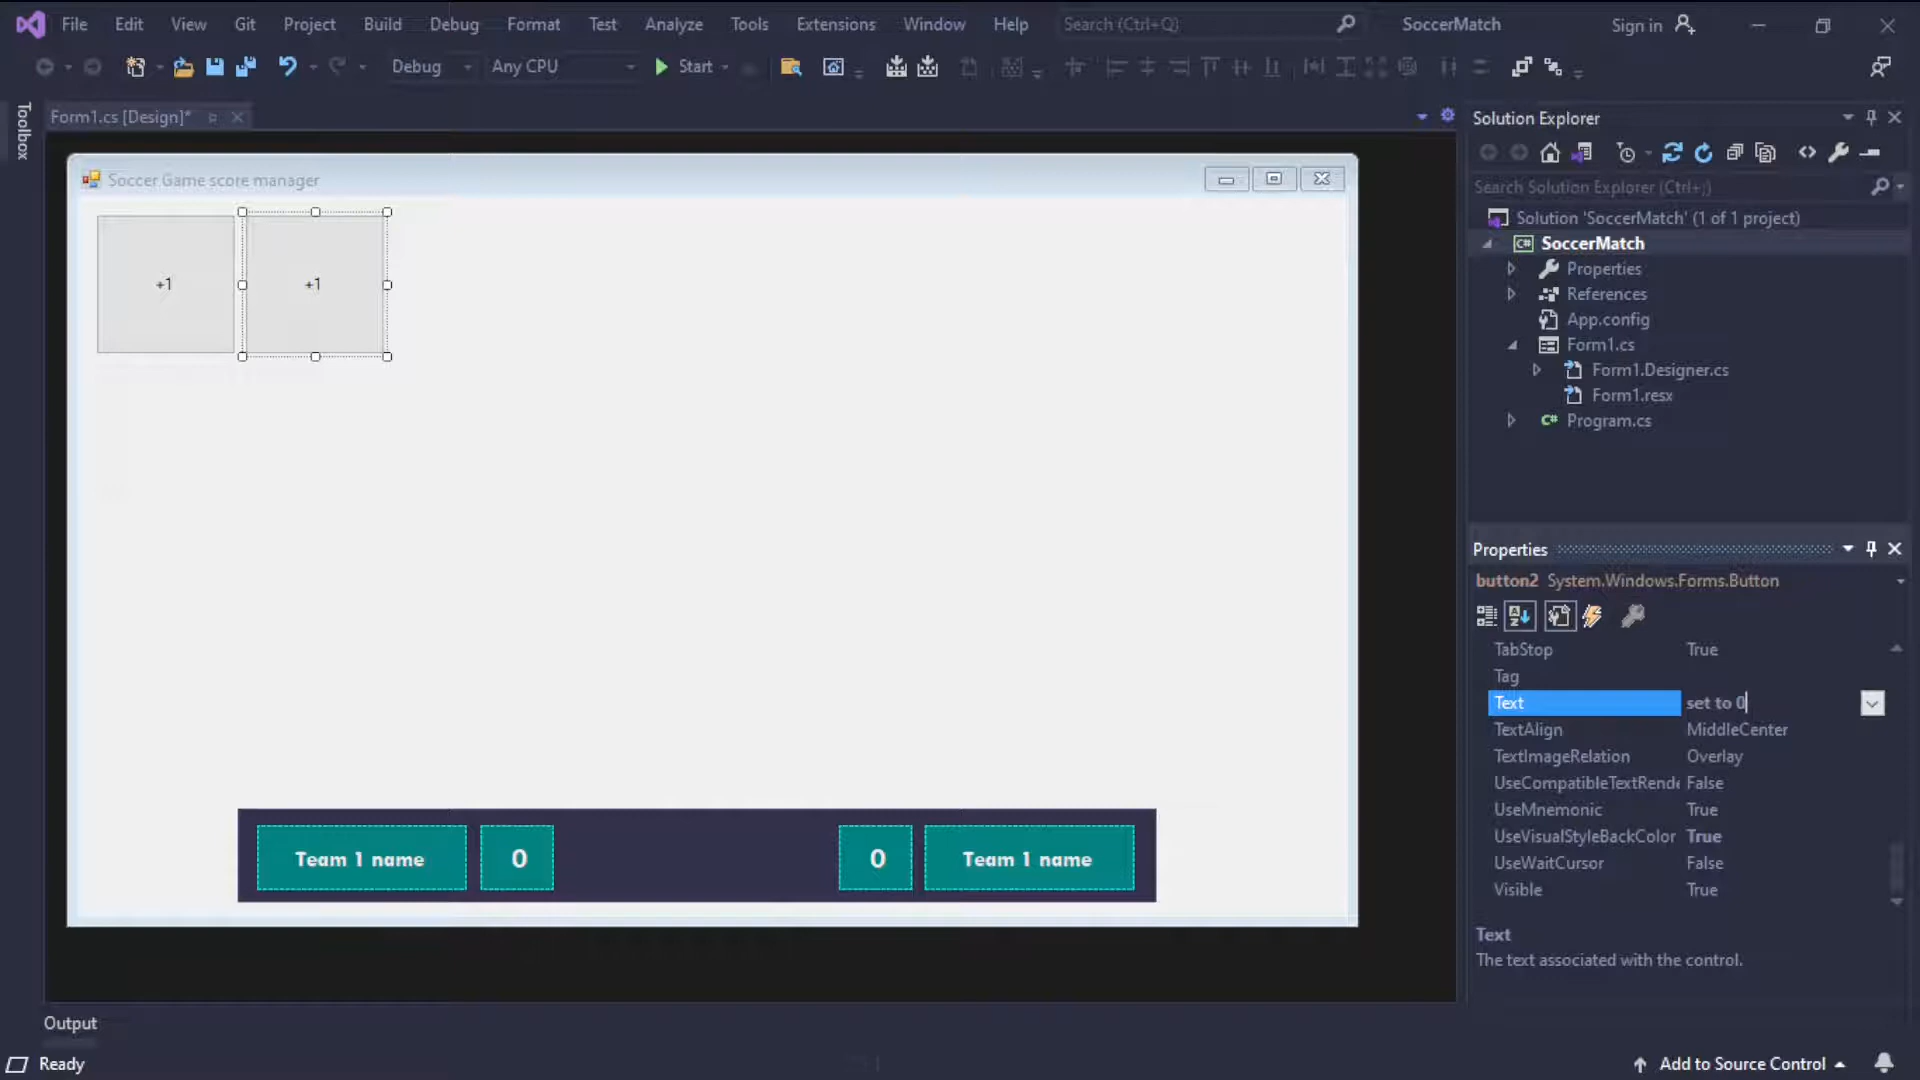 File Edit View Git Project Build Debug Format Test Analyze Tools Extensions Window Help Search (Ctrl+Q) SoccerMatch Sign in
Debug Any CPU Start
Toolbox
Form1.cs [Design]*
Soccer Game score manager
+1 +1
Team 1 name 0 0 Team 1 name
Solution Explorer
Search Solution Explorer (Ctrl+;)
Solution 'SoccerMatch' (1 of 1 project)
C# SoccerMatch
Properties
References
App.config
Form1.cs
Form1.Designer.cs
Form1.resx
C# Program.cs
Properties
button2 System.Windows.Forms.Button
TabStop True
Tag
Text set to 0
TextAlign MiddleCenter
TextImageRelation Overlay
UseCompatibleTextRende False
UseMnemonic True
UseVisualStyleBackColor True
UseWaitCursor False
Visible True
Text
The text associated with the control.
Output
Ready Add to Source Control